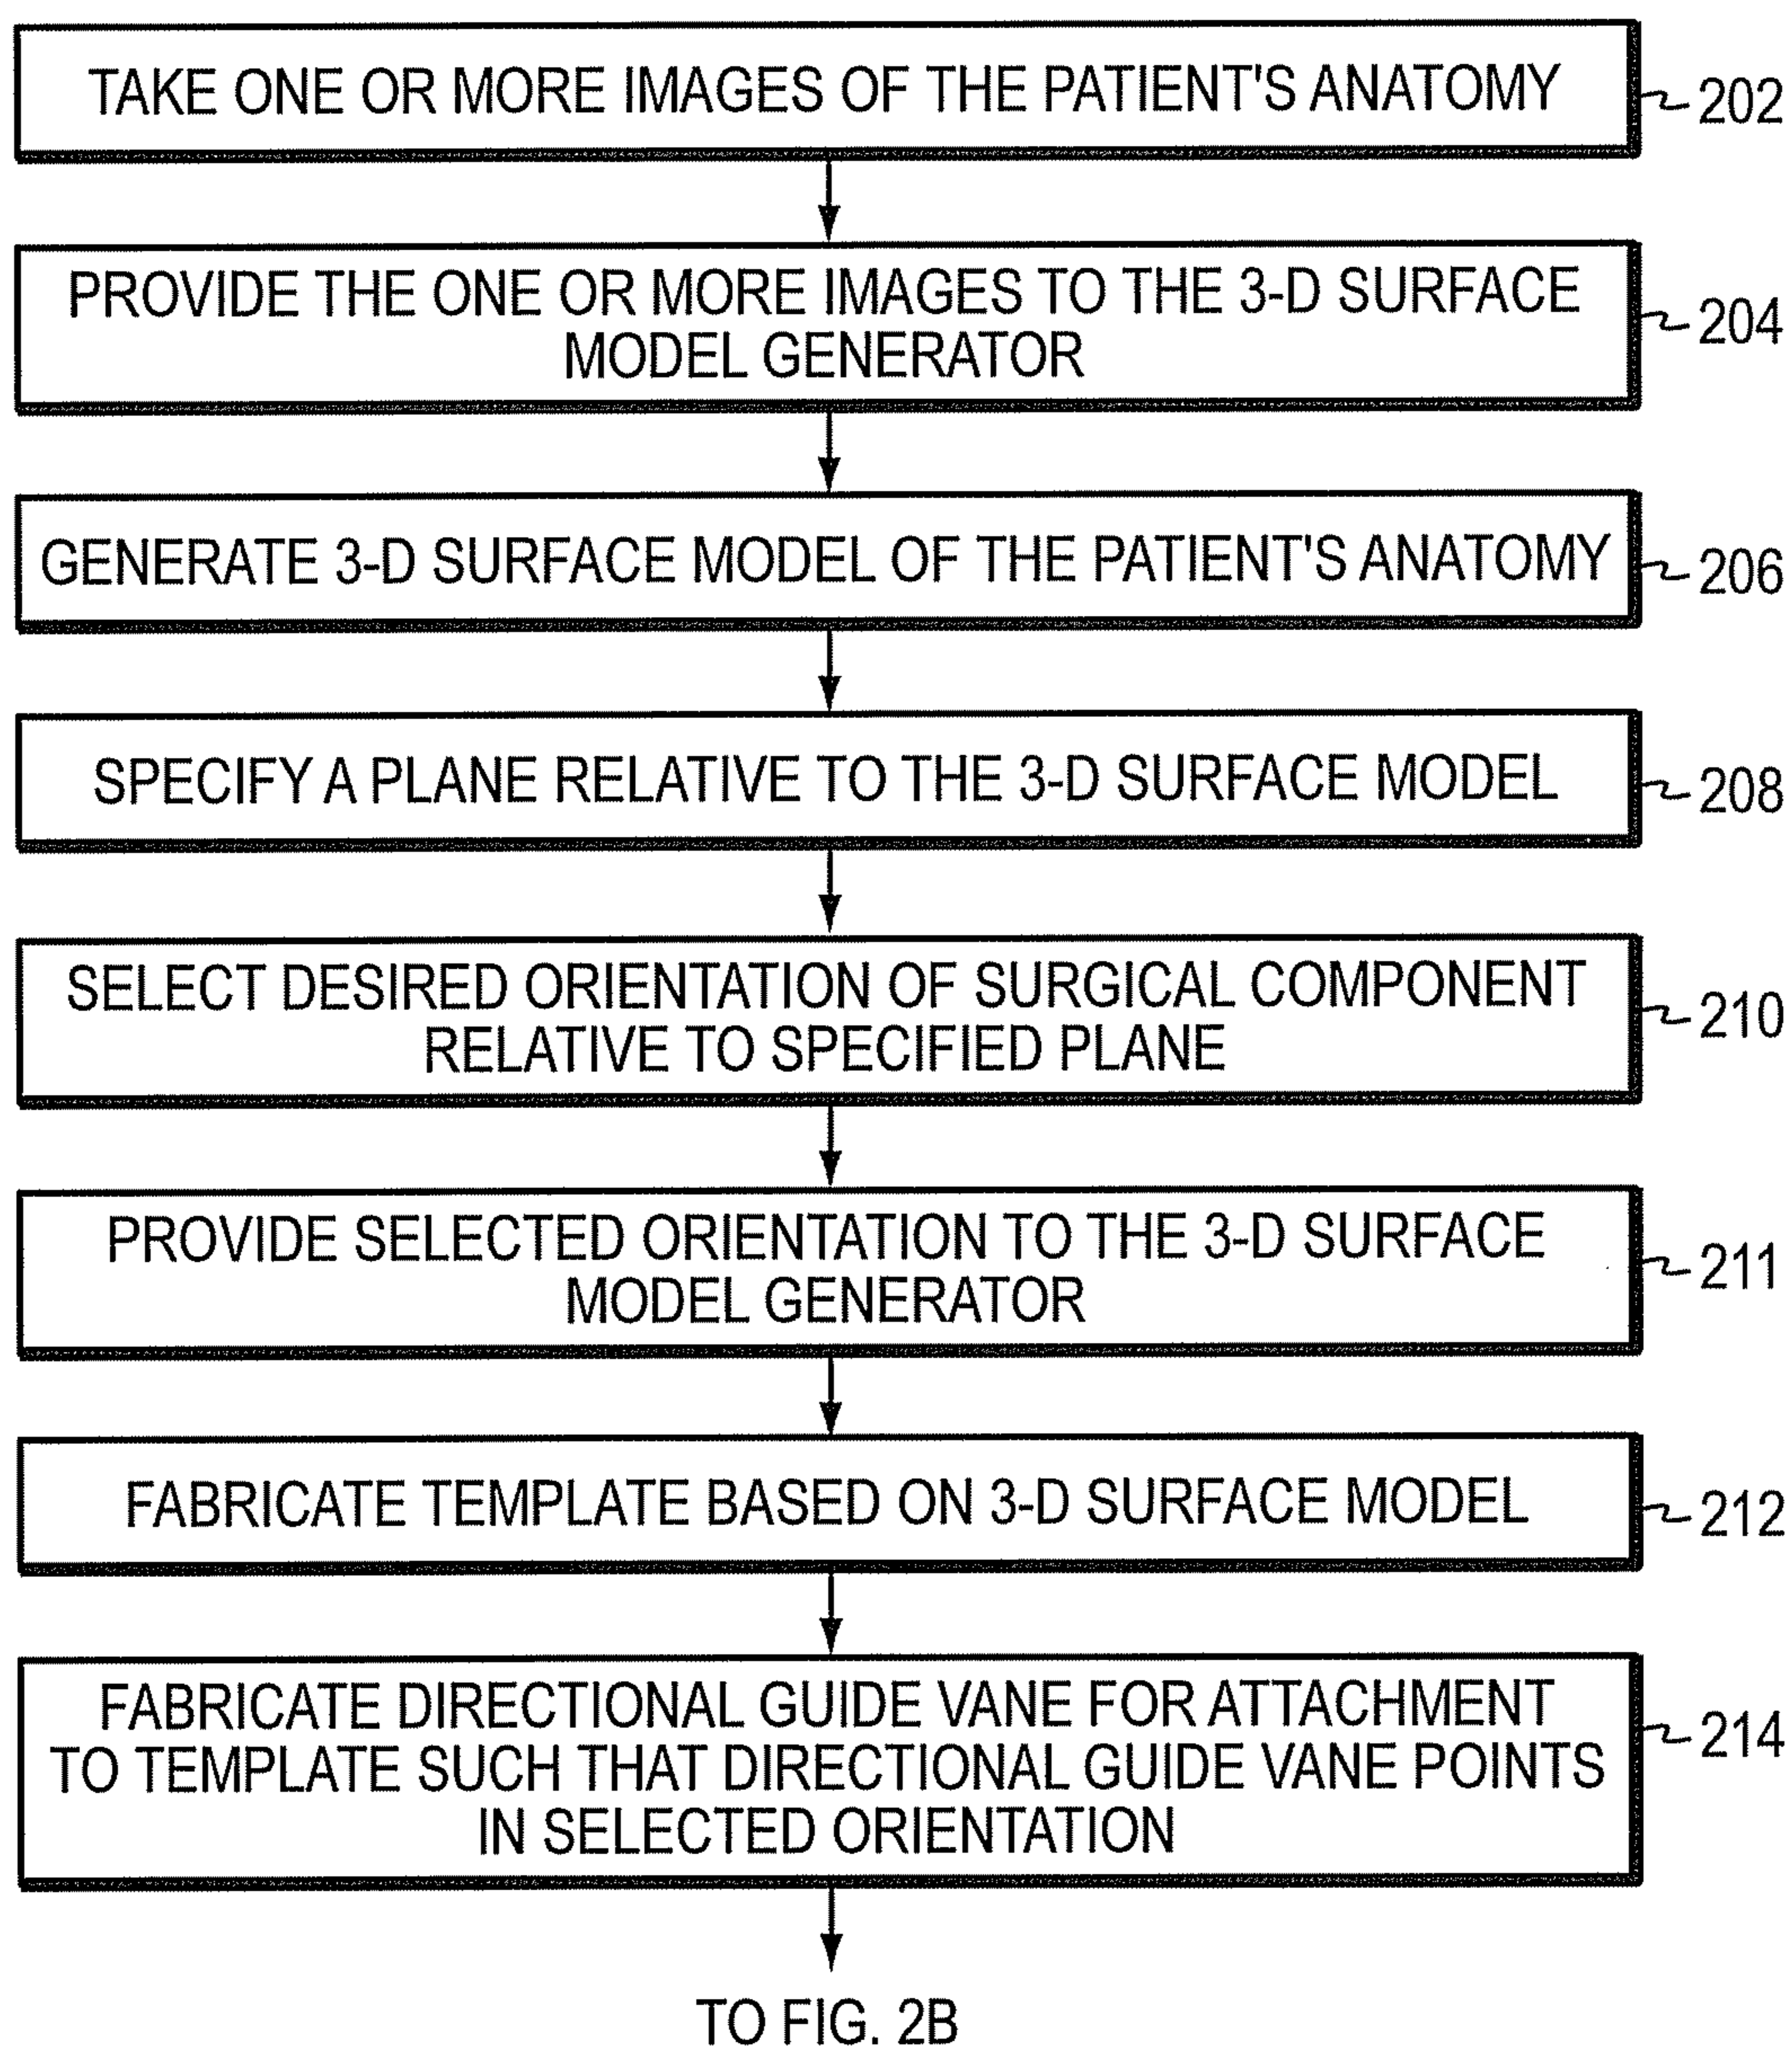 TAKE ONE OR MORE IMAGES OF THE PATIENT'S ANATOMY
202
PROVIDE THE ONE OR MORE IMAGES TO THE 3-D SURFACE
MODEL GENERATOR
204
GENERATE 3-D SURFACE MODEL OF THE PATIENT'S ANATOMY
206
SPECIFY A PLANE RELATIVE TO THE 3-D SURFACE MODEL
208
SELECT DESIRED ORIENTATION OF SURGICAL COMPONENT
RELATIVE TO SPECIFIED PLANE
210
PROVIDE SELECTED ORIENTATION TO THE 3-D SURFACE
MODEL GENERATOR
211
FABRICATE TEMPLATE BASED ON 3-D SURFACE MODEL
212
FABRICATE DIRECTIONAL GUIDE VANE FOR ATTACHMENT
TO TEMPLATE SUCH THAT DIRECTIONAL GUIDE VANE POINTS
IN SELECTED ORIENTATION
214
TO FIG. 2B